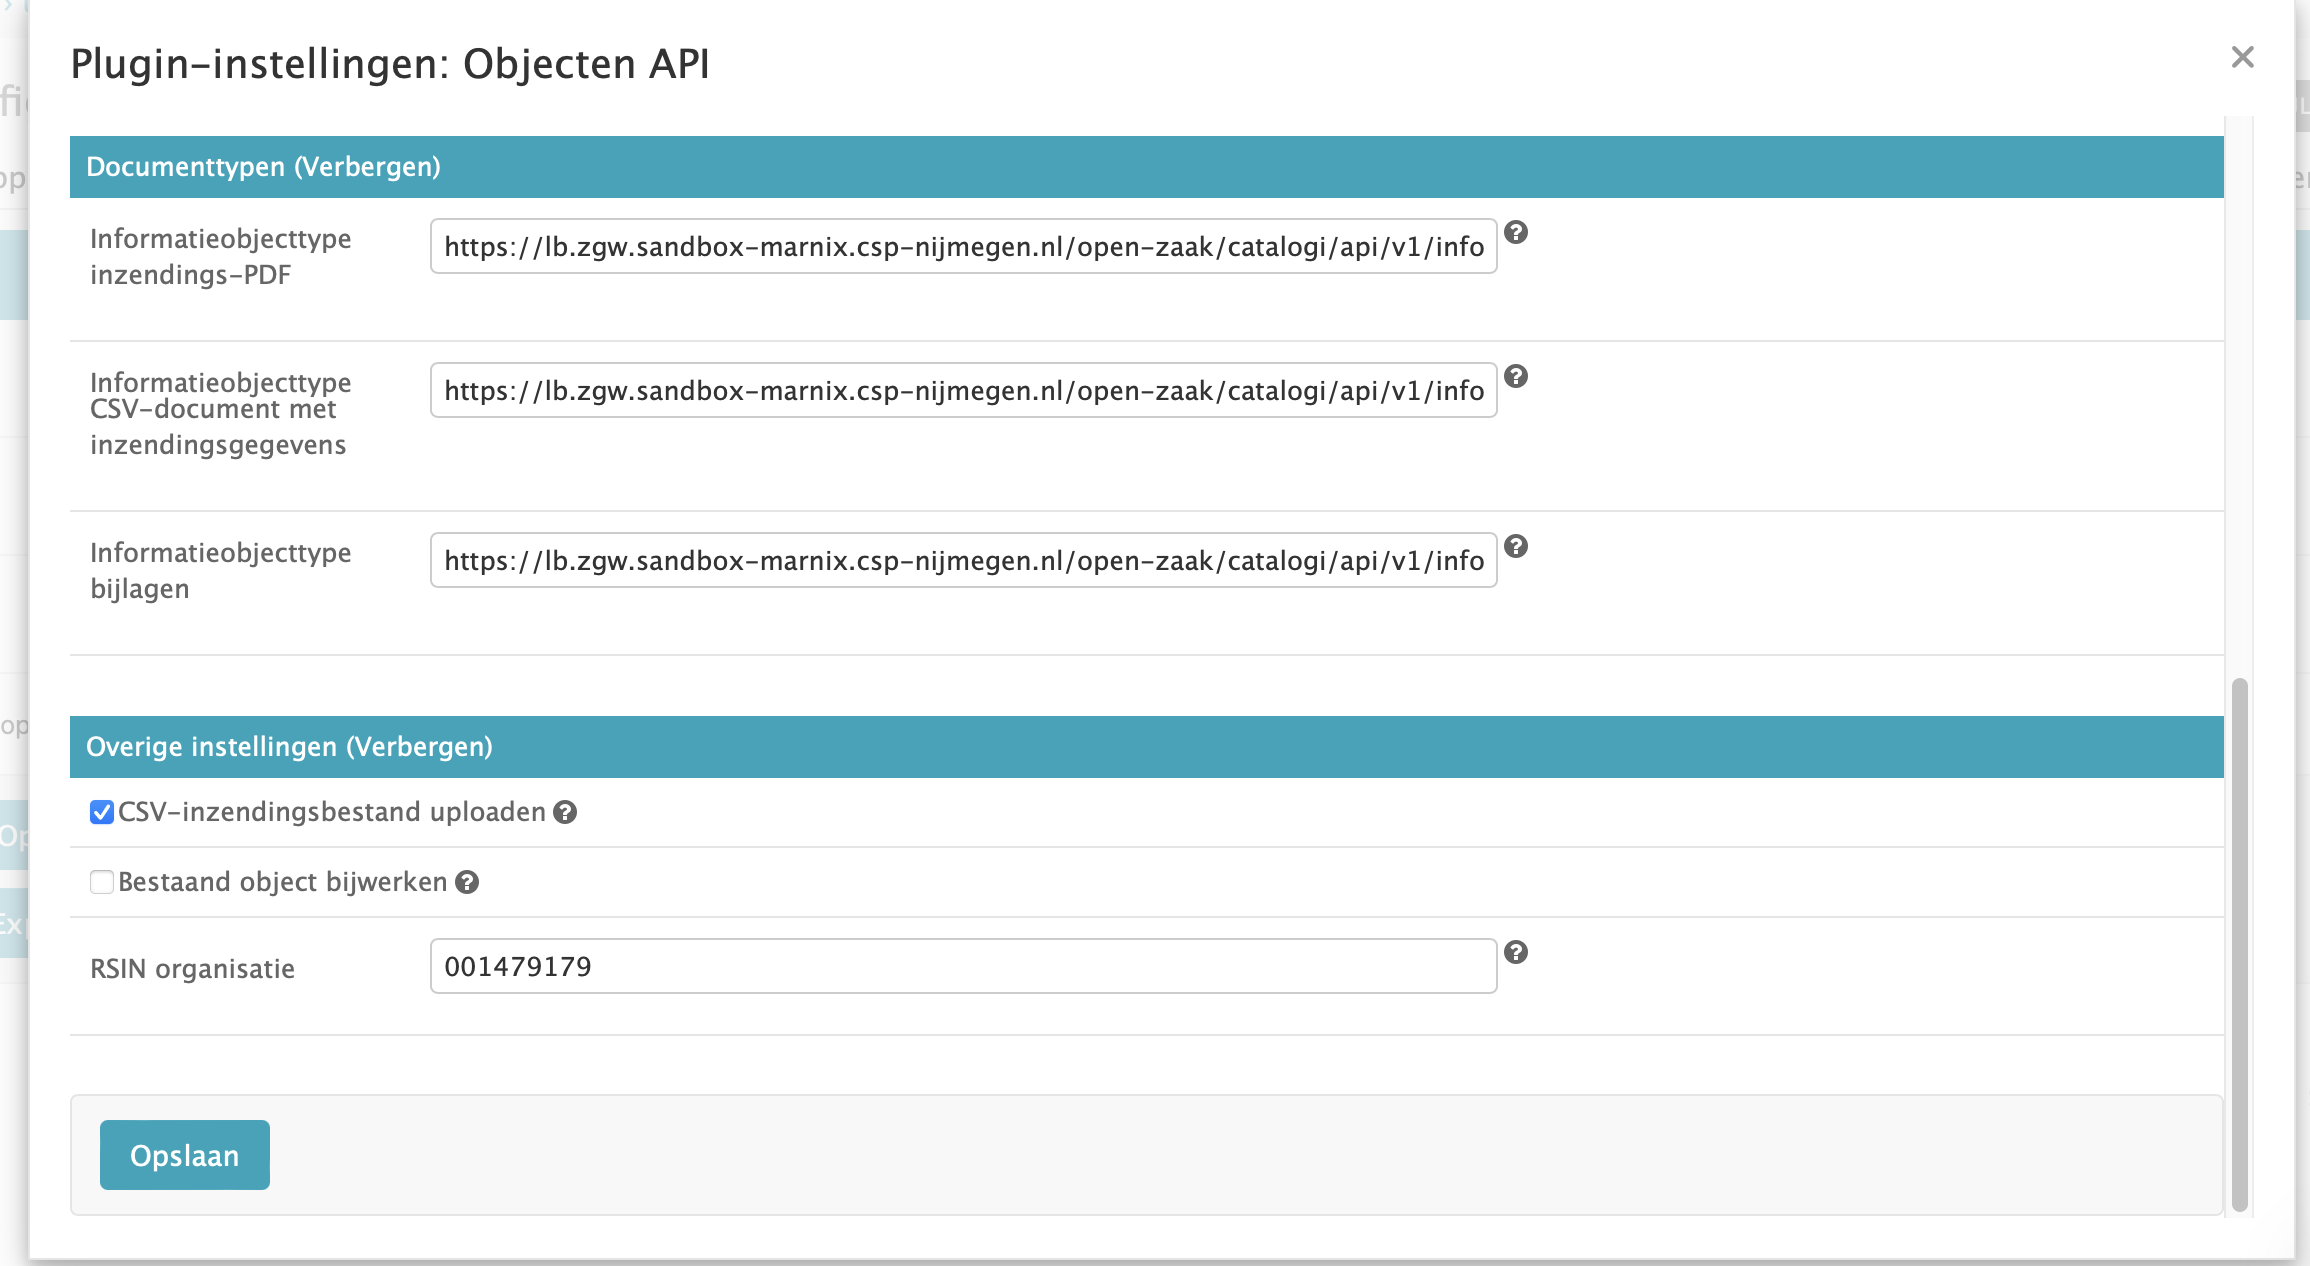 Plugin-instellingen: Objecten API
Documenttypen (Verbergen)
Informatieobjecttype
inzendings-PDF
https://lb.zgw.sandbox-marnix.csp-nijmegen.nl/open-zaak/catalogi/api/v1/info
Informatieobjecttype
CSV-document met
inzendingsgegevens
https://lb.zgw.sandbox-marnix.csp-nijmegen.nl/open-zaak/catalogi/api/v1/info
Informatieobjecttype
bijlagen
https://lb.zgw.sandbox-marnix.csp-nijmegen.nl/open-zaak/catalogi/api/v1/info
Overige instellingen (Verbergen)
CSV-inzendingsbestand uploaden
Bestaand object bijwerken
RSIN organisatie
001479179
Opslaan